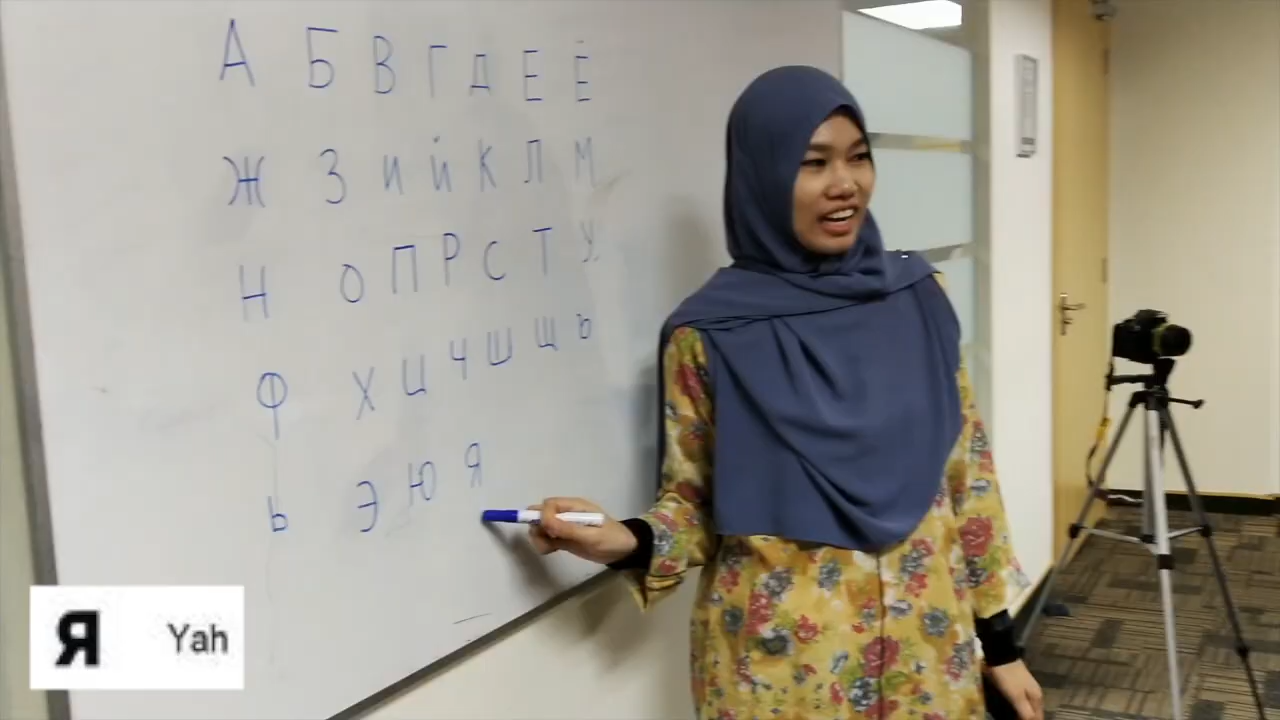 А Б В Г Д Е Ё
Ж З И Й К Л М
Н О П Р С Т У
Ф Х Ц Ч Ш Щ Ъ
Ь Э Ю Я
Я Yah